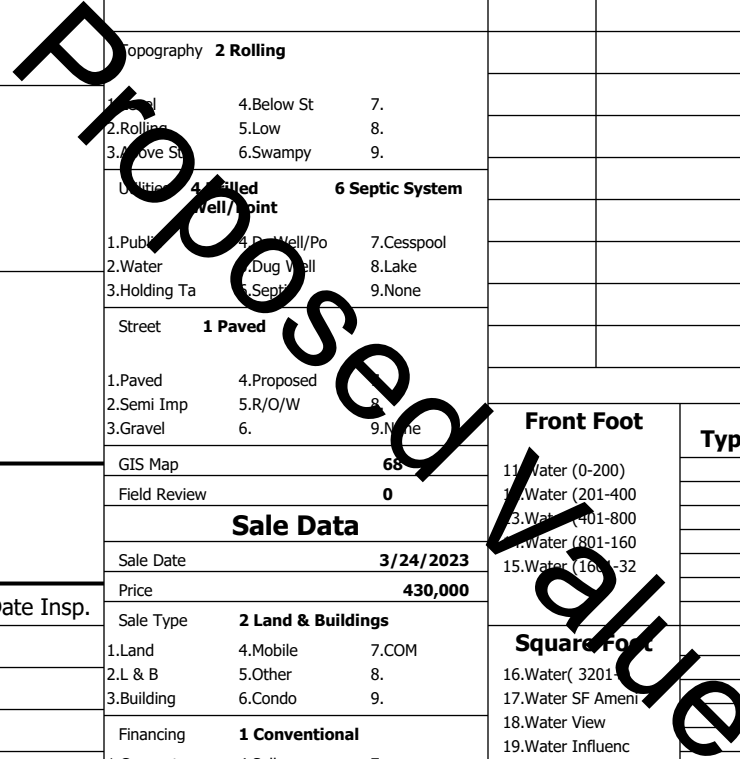 Topography 2 Rolling
1.Level 4.Below St 7.
2.Rolling 5.Low 8.
3.Above St 6.Swampy 9.
Utilities 4 Drilled Well/Point 6 Septic System
1.Public 4.Dr Well/Po 7.Cesspool
2.Water 5.Dug Well 8.Lake
3.Holding Ta 6.Septic 9.None
Street 1 Paved
1.Paved 4.Proposed 7.
2.Semi Imp 5.R/O/W 8.
3.Gravel 6. 9.None
GIS Map 68
Field Review 0
Sale Data
Sale Date 3/24/2023
Price 430,000
Sale Type 2 Land & Buildings
1.Land 4.Mobile 7.COM
2.L & B 5.Other 8.
3.Building 6.Condo 9.
Financing 1 Conventional
Date Insp.
Front Foot
11.Water (0-200)
12.Water (201-400
13.Water (401-800
14.Water (801-160
15.Water (1601-32
Square Foot
16.Water( 3201-
17.Water SF Ameni
18.Water View
19.Water Influenc
Typ
Proposed Value